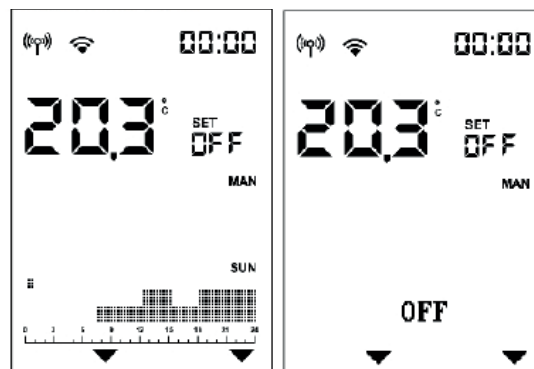 00:00
20,3 °C
SET
OFF
MAN
SUN
0 3 6 9 12 15 18 21 24
00:00
20,3 °C
SET
OFF
MAN
OFF